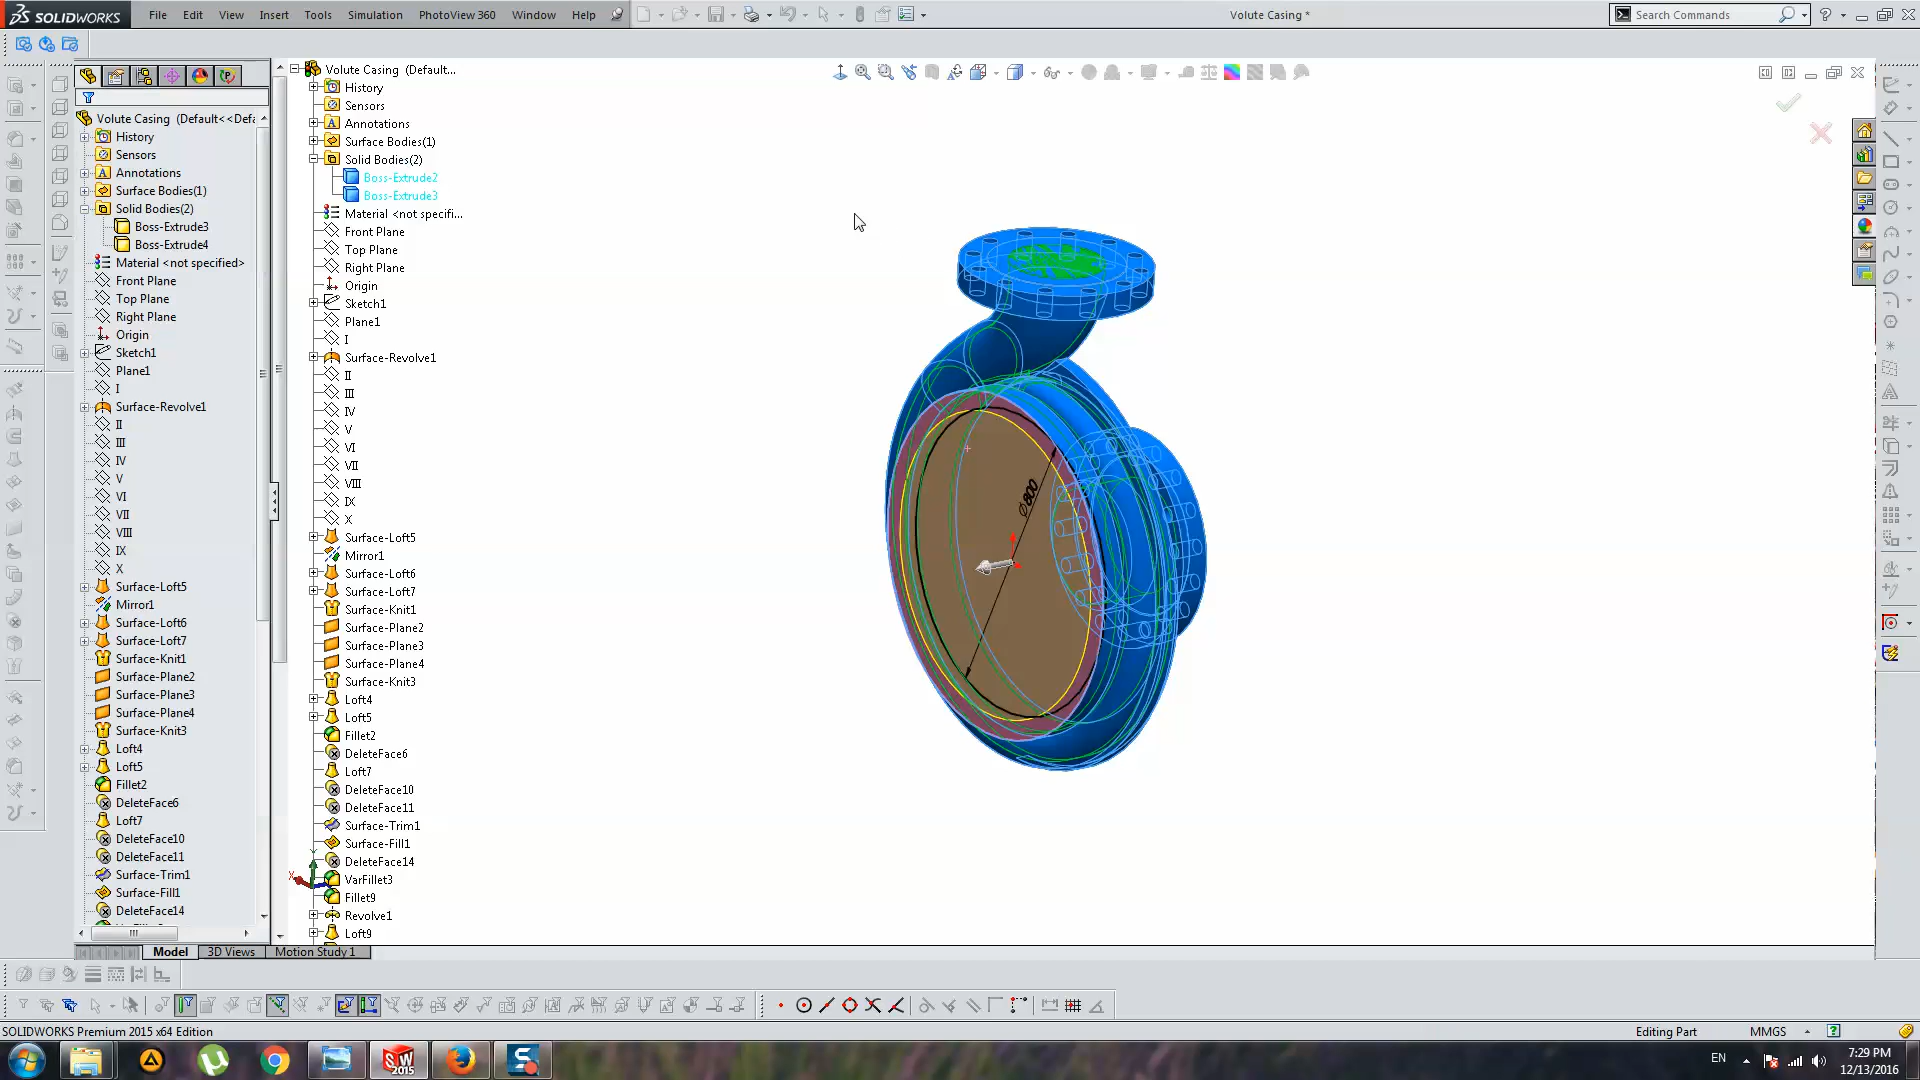 SOLIDWORKS
File Edit View Insert Tools Simulation PhotoView 360 Window Help
Volute Casing *
Search Commands
Volute Casing (Default<<Defa
History
Sensors
Annotations
Surface Bodies(1)
Solid Bodies(2)
Boss-Extrude3
Boss-Extrude4
Material <not specified>
Front Plane
Top Plane
Right Plane
Origin
Sketch1
Plane1
I
Surface-Revolve1
II
III
IV
V
VI
VII
VIII
IX
X
Surface-Loft5
Mirror1
Surface-Loft6
Surface-Loft7
Surface-Knit1
Surface-Plane2
Surface-Plane3
Surface-Plane4
Surface-Knit3
Loft4
Loft5
Fillet2
DeleteFace6
Loft7
DeleteFace10
DeleteFace11
Surface-Trim1
Surface-Fill1
DeleteFace14
Volute Casing (Default...
History
Sensors
Annotations
Surface Bodies(1)
Solid Bodies(2)
Boss-Extrude2
Boss-Extrude3
Material <not specifi...
Front Plane
Top Plane
Right Plane
Origin
Sketch1
Plane1
I
Surface-Revolve1
II
III
IV
V
VI
VII
VIII
IX
X
Surface-Loft5
Mirror1
Surface-Loft6
Surface-Loft7
Surface-Knit1
Surface-Plane2
Surface-Plane3
Surface-Plane4
Surface-Knit3
Loft4
Loft5
Fillet2
DeleteFace6
Loft7
DeleteFace10
DeleteFace11
Surface-Trim1
Surface-Fill1
DeleteFace14
VarFillet3
Fillet9
Revolve1
Loft9
Ø800
X
Model 3D Views Motion Study 1
SOLIDWORKS Premium 2015 x64 Edition
Editing Part
MMGS
SW
2015
EN
7:29 PM
12/13/2016